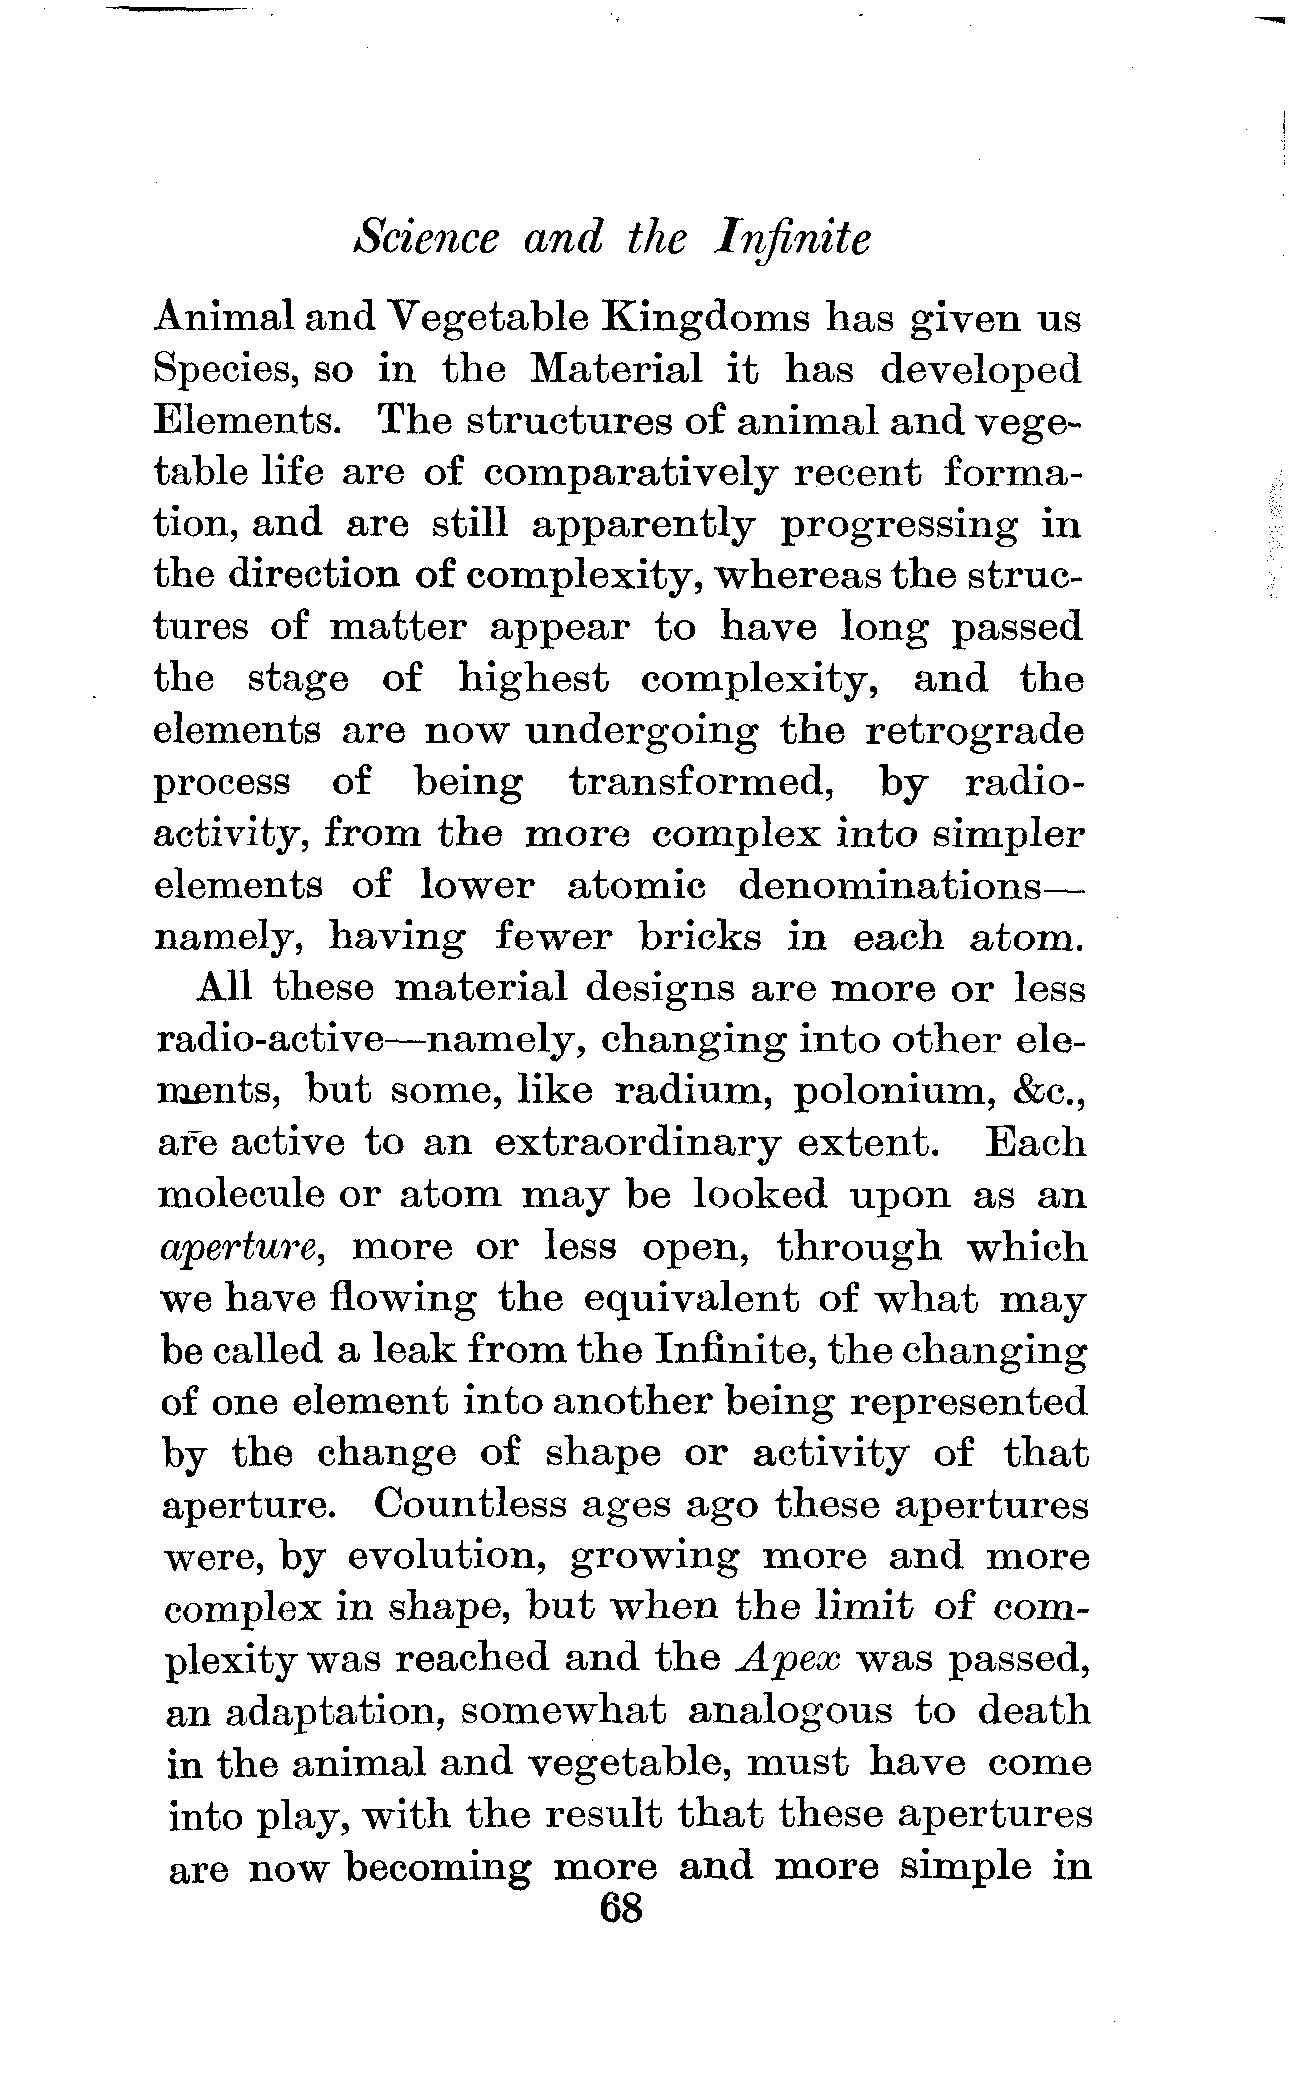 Science and the Infinite
Animal and Vegetable Kingdoms has given us
Species, so in the Material it has developed
Elements. The structures of animal and vege-
table life are of comparatively recent forma-
tion, and are still apparently progressing in
the direction of complexity, whereas the struc-
tures of matter appear to have long passed
the stage of highest complexity, and the
elements are now undergoing the retrograde
process of being transformed, by radio-
activity, from the more complex into simpler
elements of lower atomic denominations—
namely, having fewer bricks in each atom.
All these material designs are more or less
radio-active—namely, changing into other ele-
ments, but some, like radium, polonium, &c.,
are active to an extraordinary extent. Each
molecule or atom may be looked upon as an
aperture, more or less open, through which
we have flowing the equivalent of what may
be called a leak from the Infinite, the changing
of one element into another being represented
by the change of shape or activity of that
aperture. Countless ages ago these apertures
were, by evolution, growing more and more
complex in shape, but when the limit of com-
plexity was reached and the Apex was passed,
an adaptation, somewhat analogous to death
in the animal and vegetable, must have come
into play, with the result that these apertures
are now becoming more and more simple in
68